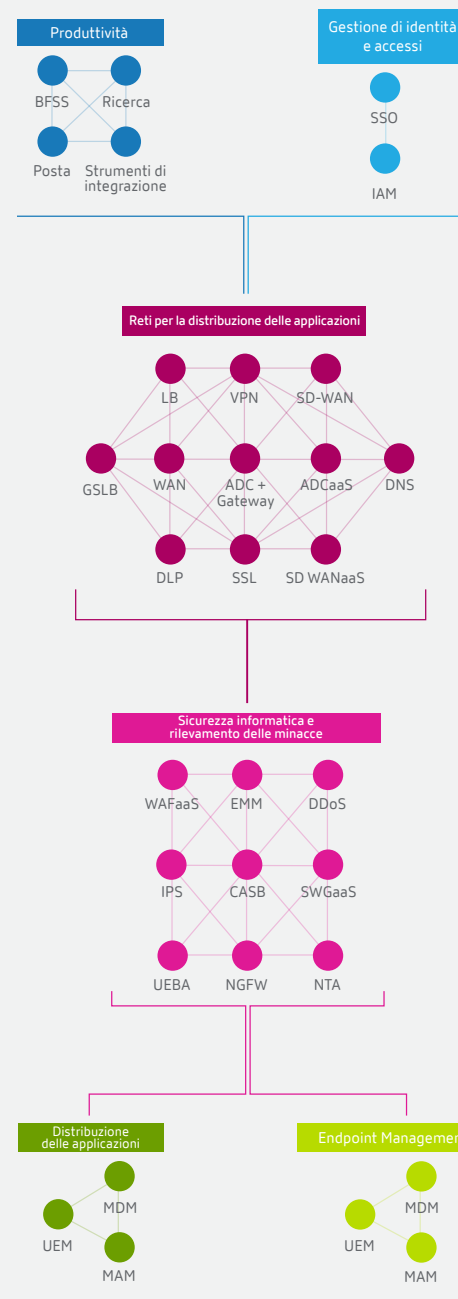 Produttività
Gestione di identità
e accessi
BFSS
Ricerca
Posta
Strumenti di
integrazione
SSO
IAM
Reti per la distribuzione delle applicazioni
LB
VPN
SD-WAN
GSLB
WAN
ADC +
Gateway
ADCaaS
DNS
DLP
SSL
SD WANaaS
Sicurezza informatica e
rilevamento delle minacce
WAFaaS
EMM
DDoS
IPS
CASB
SWGaaS
UEBA
NGFW
NTA
Distribuzione
delle applicazioni
Endpoint Managemen
MDM
UEM
MAM
MDM
UEM
MAM